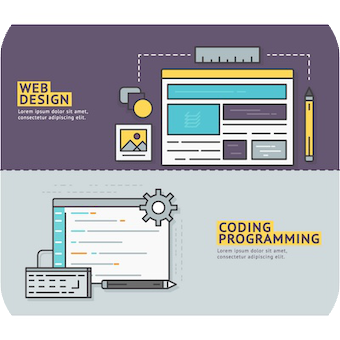 WEB
DESIGN
Lorem ipsum dolor sit amet,
consectetur adipiscing elit.
CODING
PROGRAMMING
Lorem ipsum dolor sit amet,
consectetur adipiscing elit.